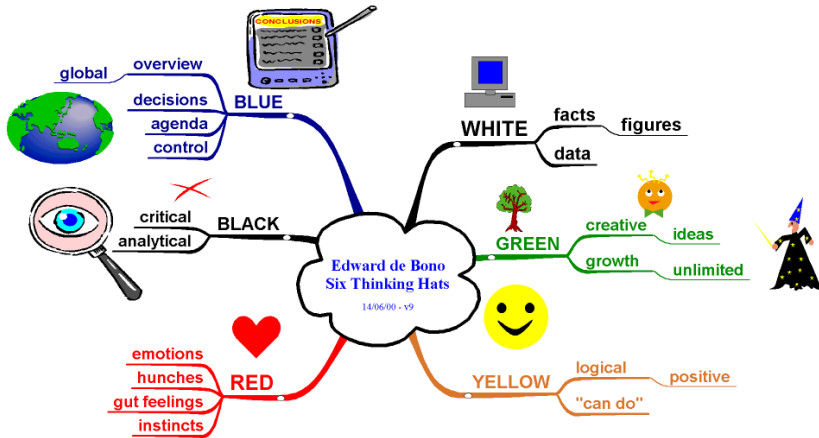 CONCLUSIONS
overview
global
decisions
BLUE
agenda
control
WHITE
facts
figures
data
critical
analytical
BLACK
creative
ideas
GREEN
growth
unlimited
Edward de Bono
Six Thinking Hats
14/06/00 - v9
emotions
hunches
RED
gut feelings
instincts
logical
positive
YELLOW
"can do"